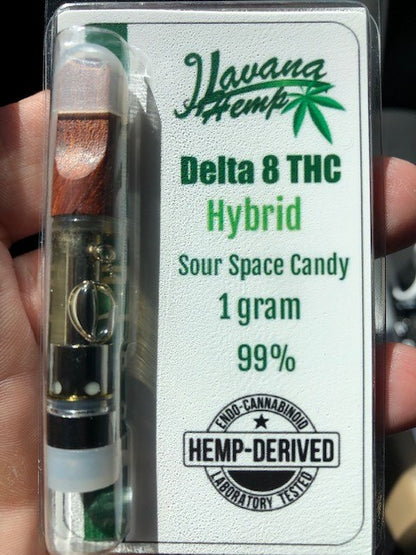 Havana
Hemp
Delta 8 THC
Hybrid
Sour Space Candy
1 gram
99%
ENDO-CANNABINOID
HEMP-DERIVED
LABORATORY TESTED